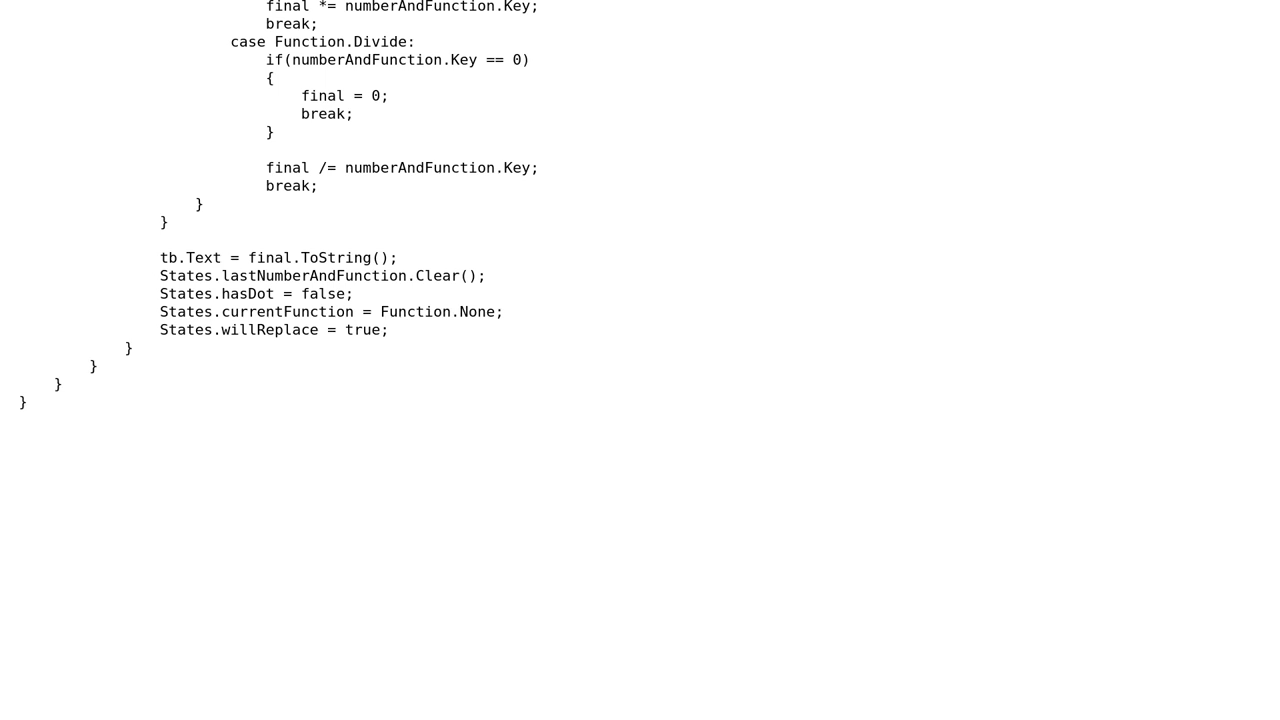 final *= numberAndFunction.Key;
break;
case Function.Divide:
if(numberAndFunction.Key == 0)
{
final = 0;
break;
}
final /= numberAndFunction.Key;
break;
}
}
tb.Text = final.ToString();
States.lastNumberAndFunction.Clear();
States.hasDot = false;
States.currentFunction = Function.None;
States.willReplace = true;
}
}
}
}